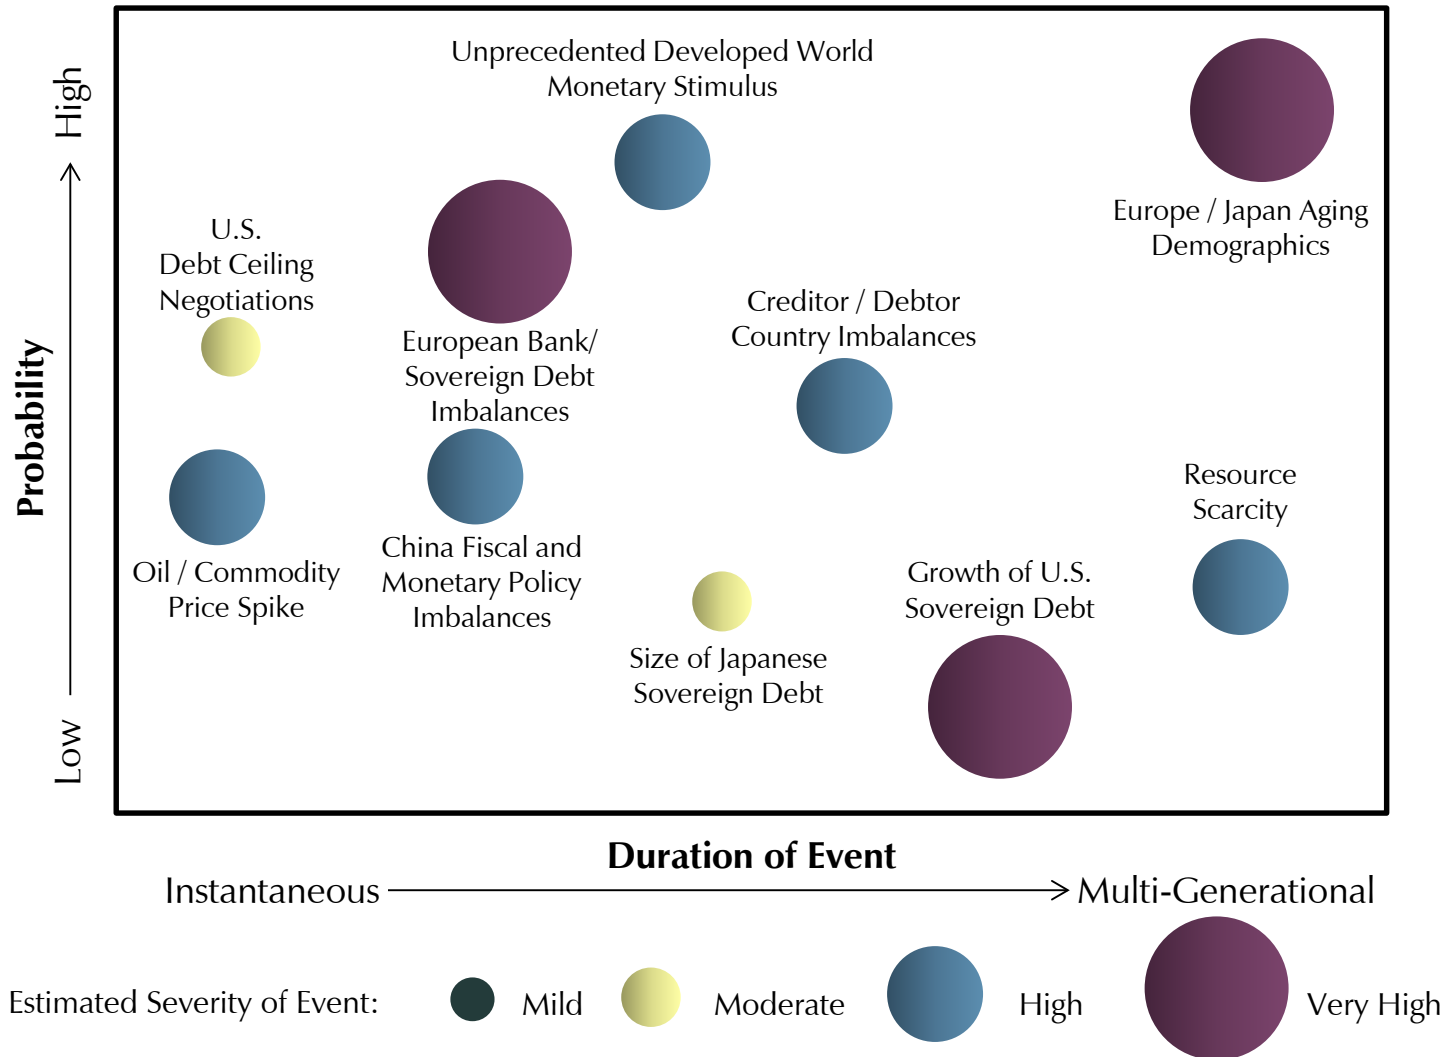 Unprecedented Developed World
Monetary Stimulus
High
Europe / Japan Aging
Demographics
U.S.
Debt Ceiling
Negotiations
Creditor / Debtor
Country Imbalances
European Bank/
Sovereign Debt
Imbalances
Probability
Resource
Scarcity
China Fiscal and
Monetary Policy
Imbalances
Oil / Commodity
Price Spike
Growth of U.S.
Sovereign Debt
Size of Japanese
Sovereign Debt
Low
Duration of Event
Instantaneous
Multi-Generational
Estimated Severity of Event:
Mild
Moderate
High
Very High